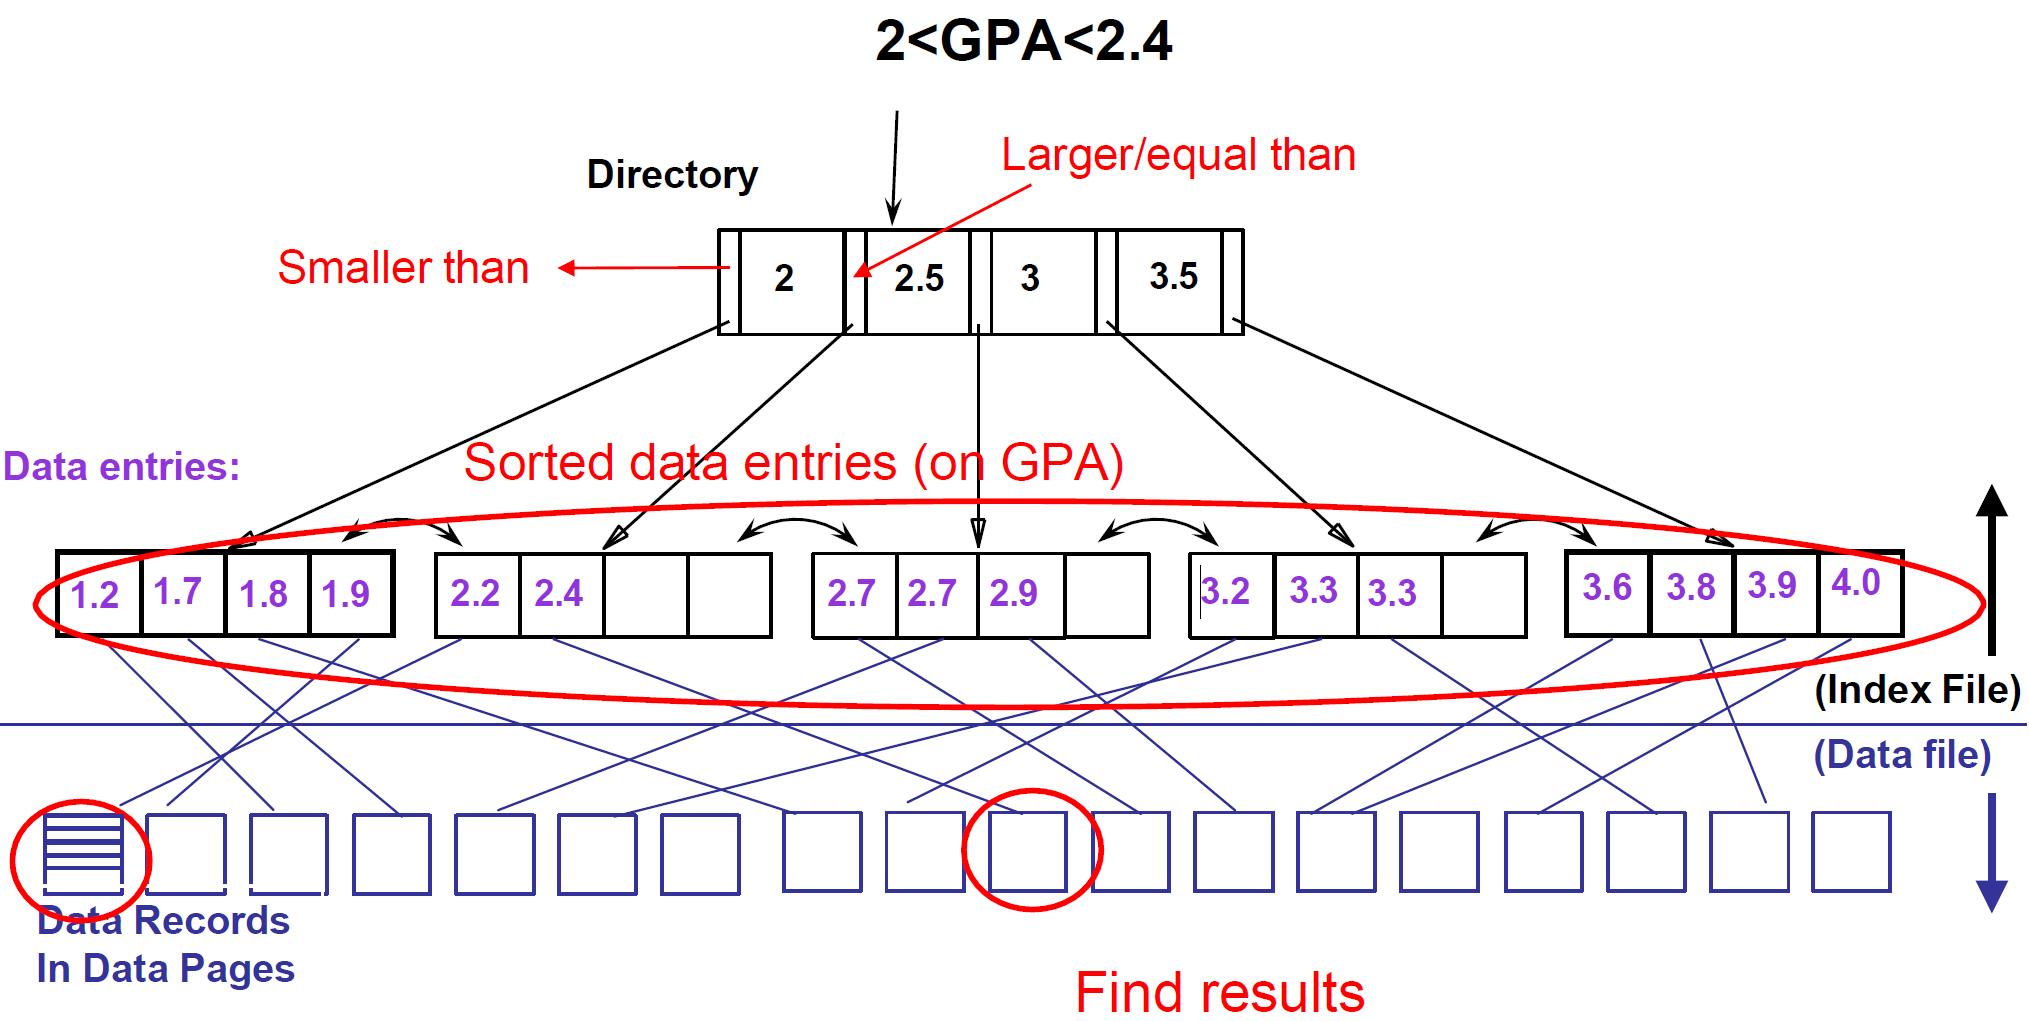 2<GPA<2.4
Larger/equal than
Directory
Smaller than
2 2.5 3 3.5
Data entries:
Sorted data entries (on GPA)
1.2 1.7 1.8 1.9 2.2 2.4 2.7 2.7 2.9 3.2 3.3 3.3 3.6 3.8 3.9 4.0
(Index File)
(Data file)
Data Records
In Data Pages
Find results